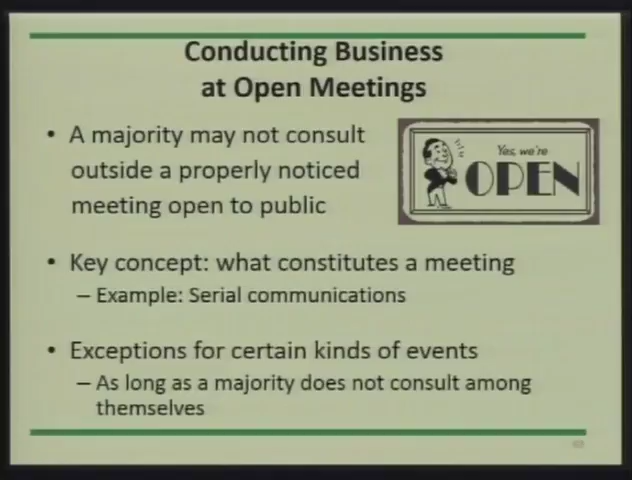 Conducting Business
at Open Meetings
• A majority may not consult
outside a properly noticed
meeting open to public
Yes, we're
OPEN
• Key concept: what constitutes a meeting
– Example: Serial communications
• Exceptions for certain kinds of events
– As long as a majority does not consult among
themselves